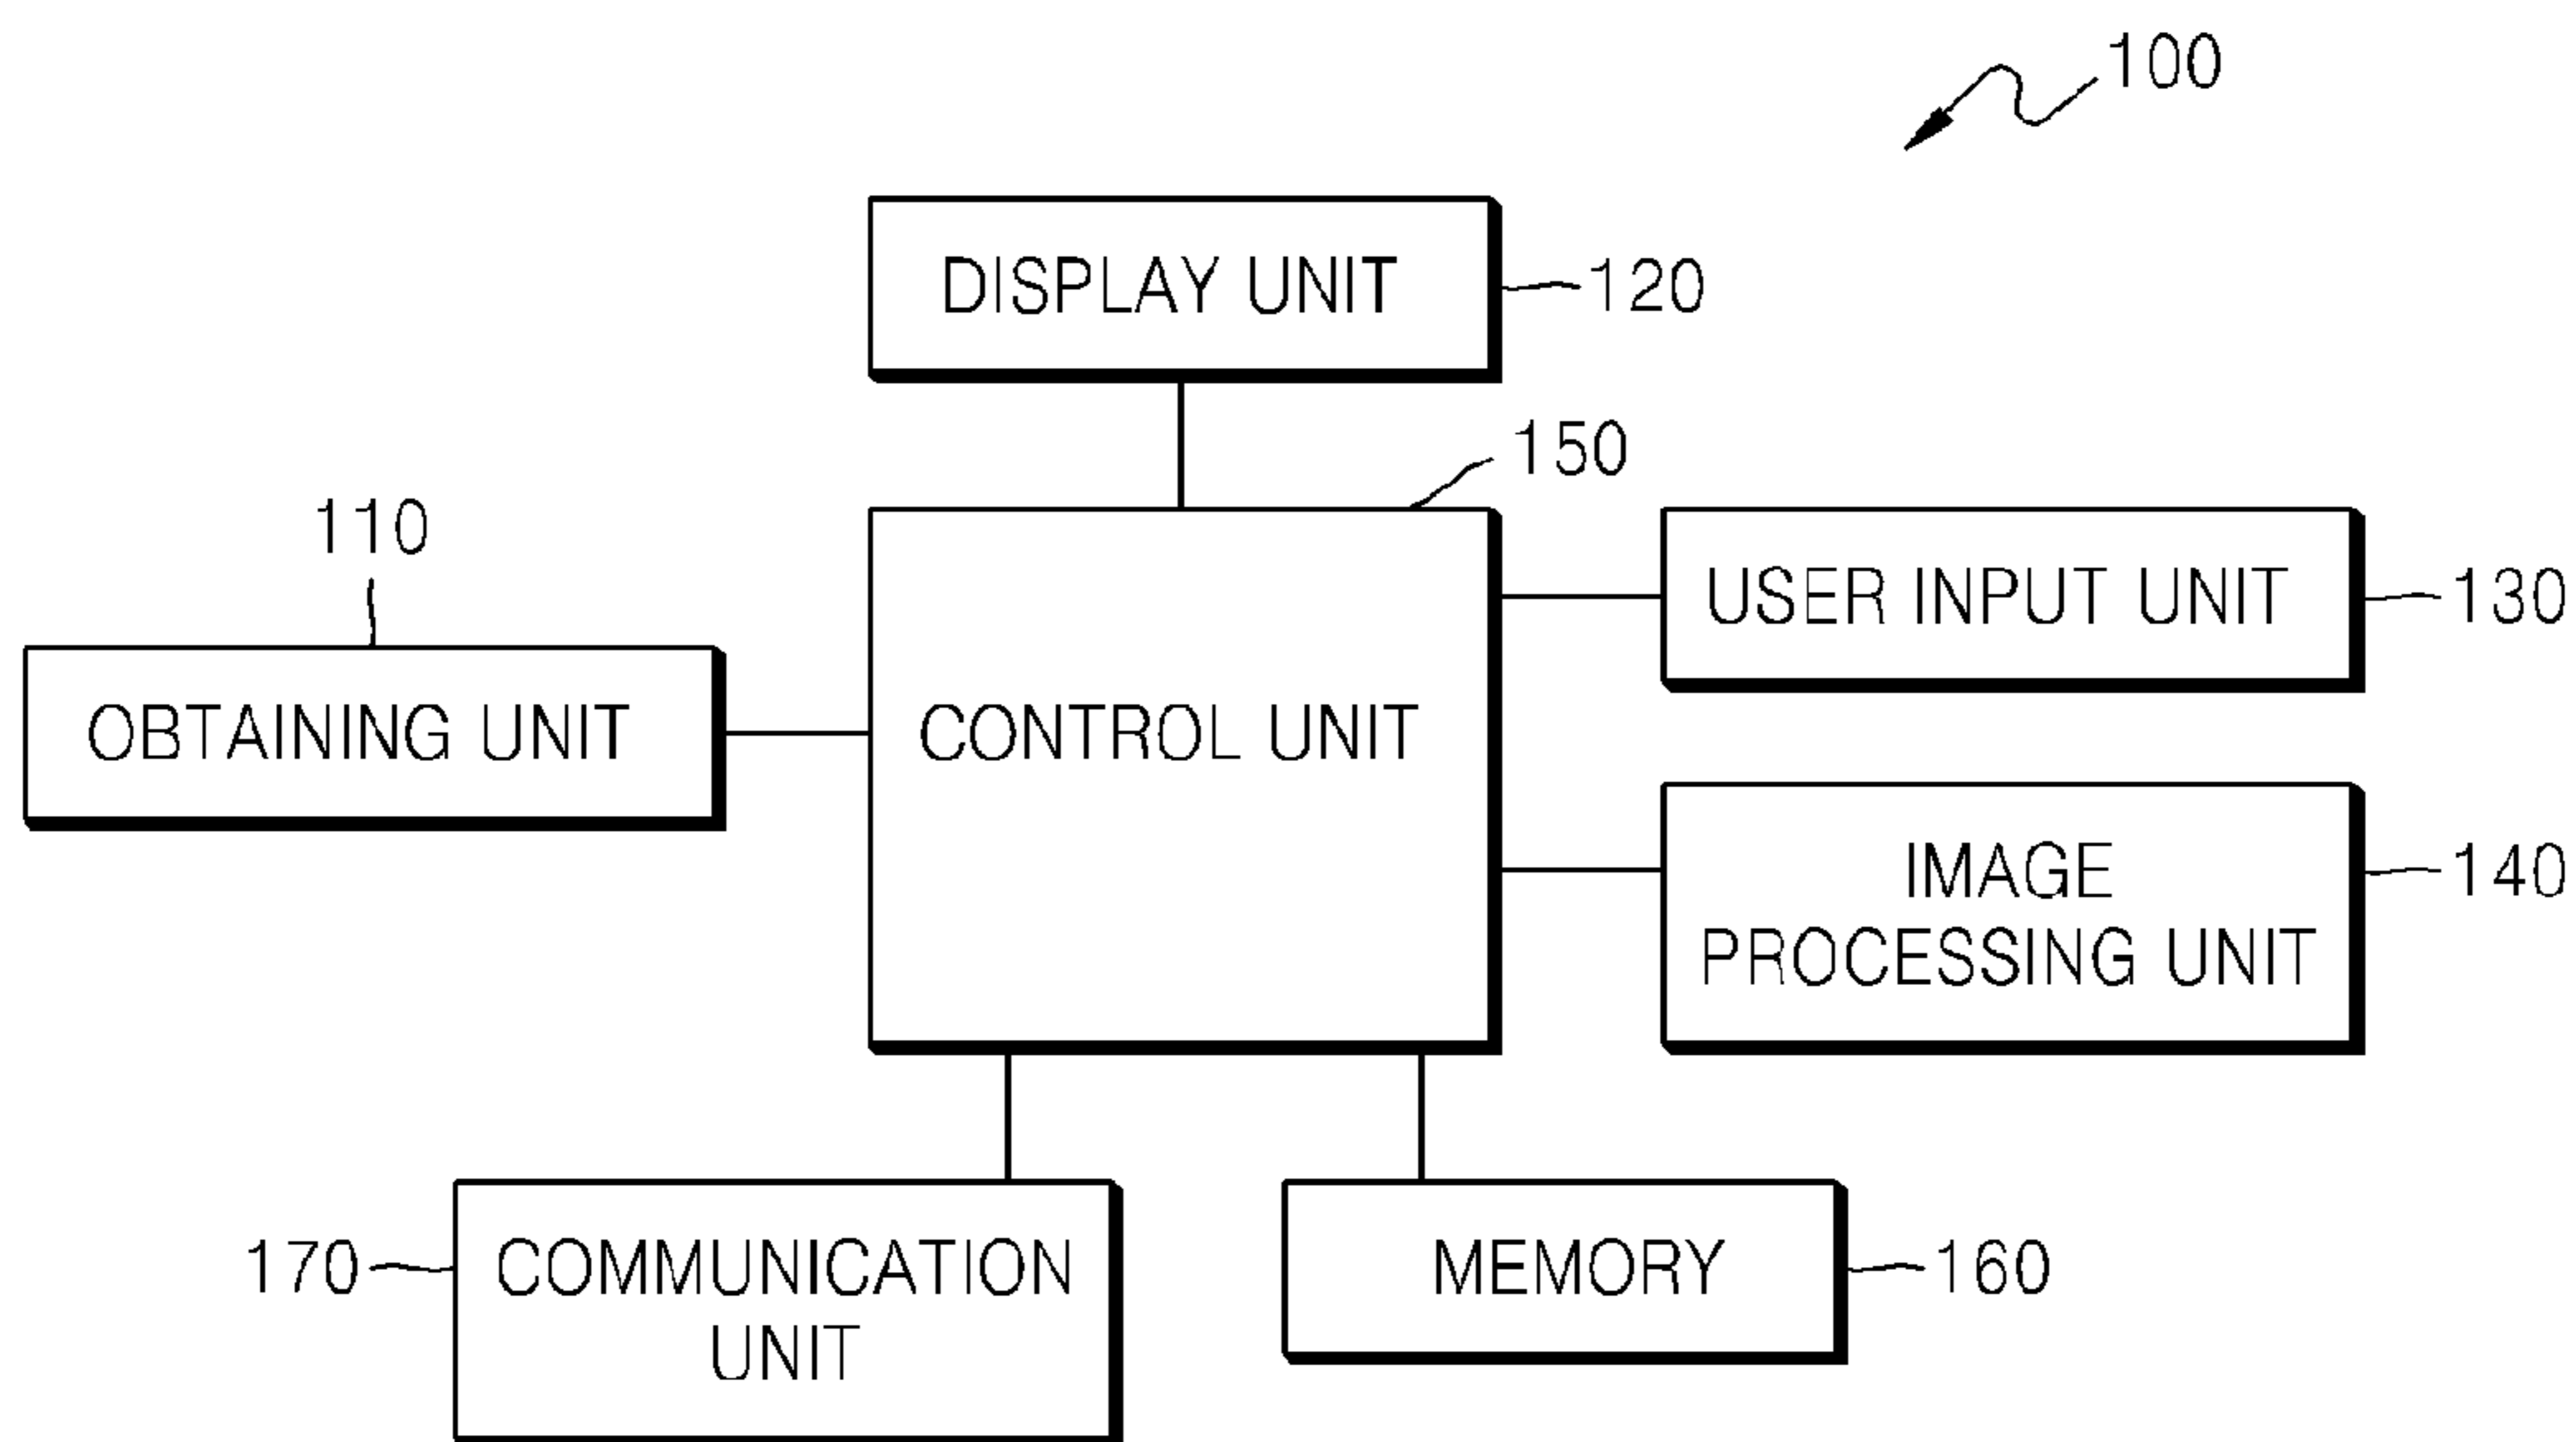 100
DISPLAY UNIT
120
150
110
USER INPUT UNIT
130
OBTAINING UNIT
CONTROL UNIT
IMAGE
PROCESSING UNIT
140
170
COMMUNICATION
UNIT
MEMORY
160